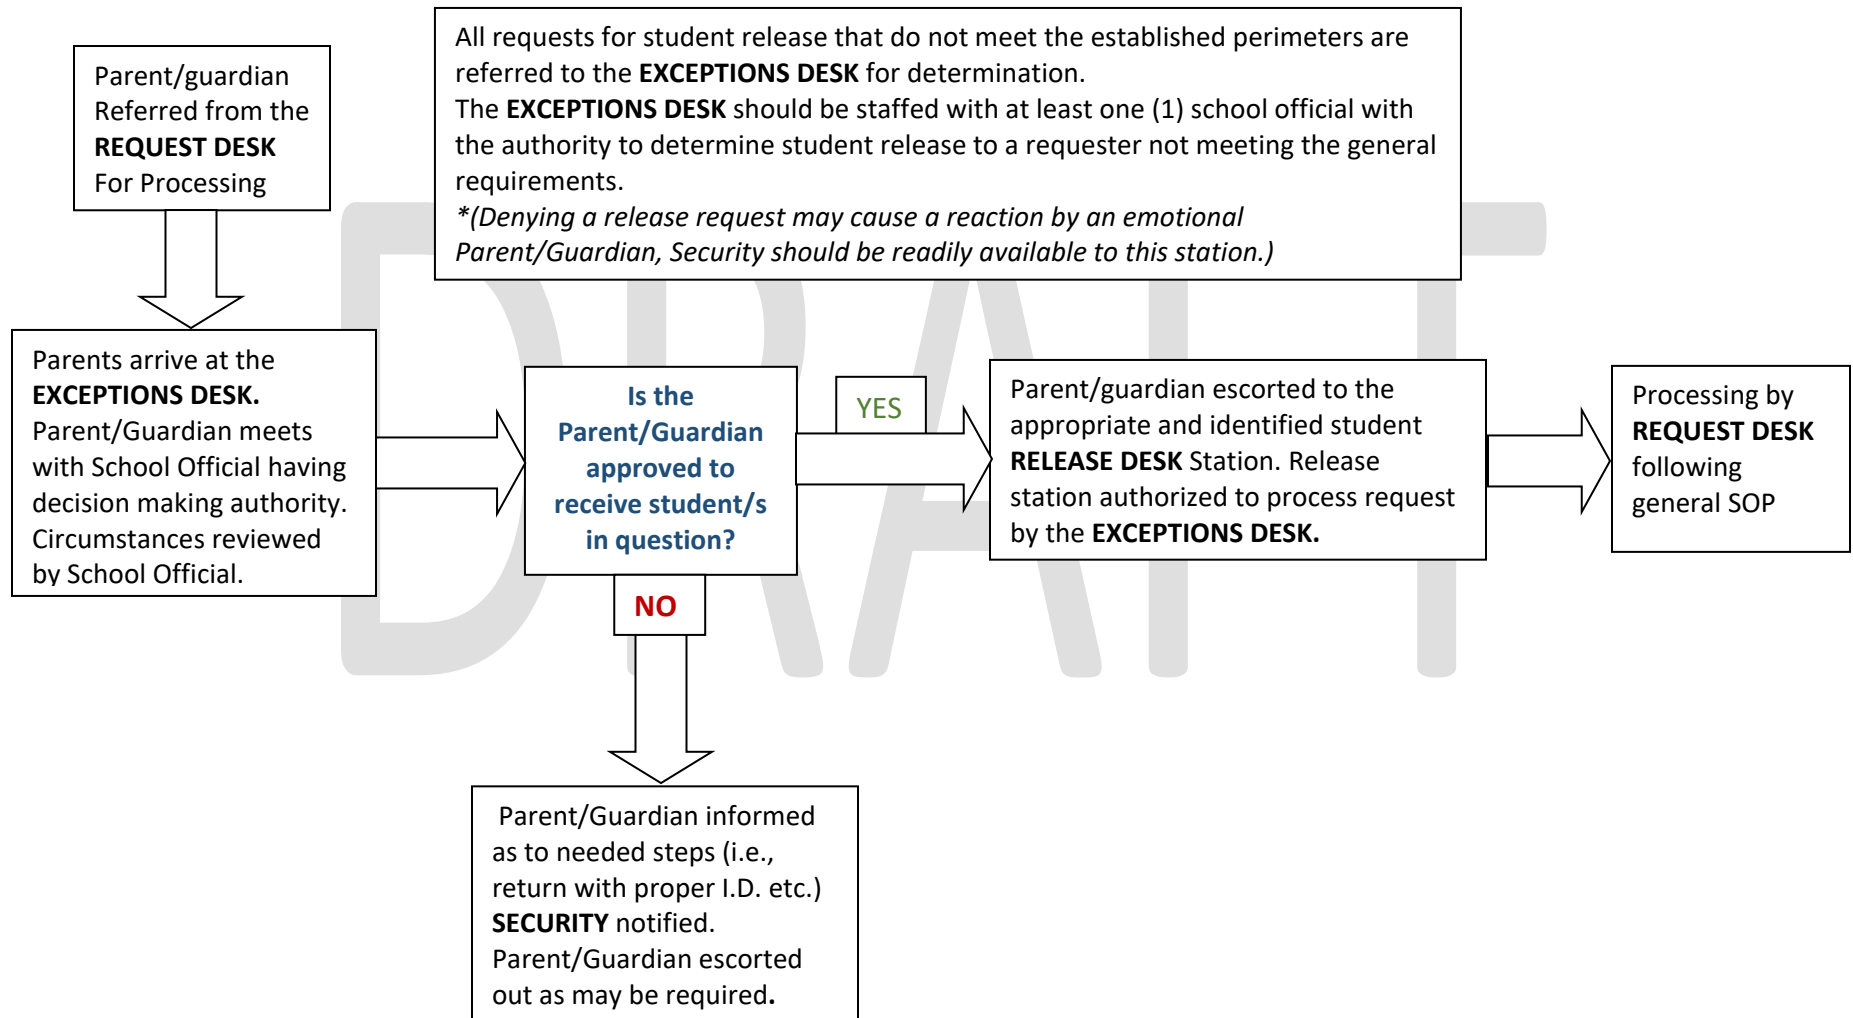 Parent/guardian
Referred from the
REQUEST DESK
For Processing
All requests for student release that do not meet the established perimeters are
referred to the EXCEPTIONS DESK for determination.
The EXCEPTIONS DESK should be staffed with at least one (1) school official with
the authority to determine student release to a requester not meeting the general
requirements.
*(Denying a release request may cause a reaction by an emotional
Parent/Guardian, Security should be readily available to this station.)
DRAFT
Parents arrive at the
EXCEPTIONS DESK.
Parent/Guardian meets
with School Official having
decision making authority.
Circumstances reviewed
by School Official.
Is the
Parent/Guardian
approved to
receive student/s
in question?
YES
Parent/guardian escorted to the
appropriate and identified student
RELEASE DESK Station. Release
station authorized to process request
by the EXCEPTIONS DESK.
Processing by
REQUEST DESK
following
general SOP
NO
Parent/Guardian informed
as to needed steps (i.e.,
return with proper I.D. etc.)
SECURITY notified.
Parent/Guardian escorted
out as may be required.